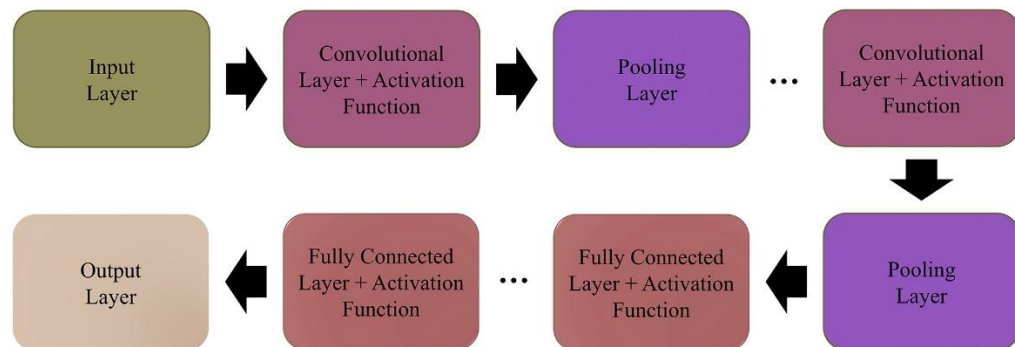 Input
Layer
Convolutional
Layer + Activation
Function
Pooling
Layer
...
Convolutional
Layer + Activation
Function
Output
Layer
Fully Connected
Layer + Activation
Function
...
Fully Connected
Layer + Activation
Function
Pooling
Layer